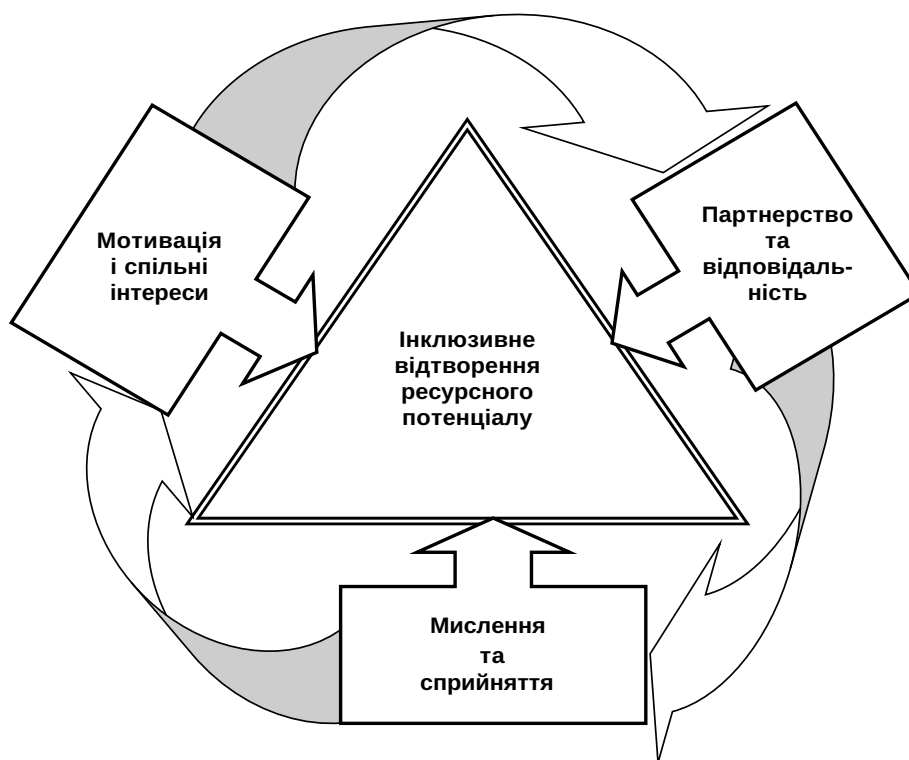 Мотивація
і спільні
інтереси
Партнерство
та
відповідаль-
ність
Інклюзивне
відтворення
ресурсного
потенціалу
Мислення
та
сприйняття